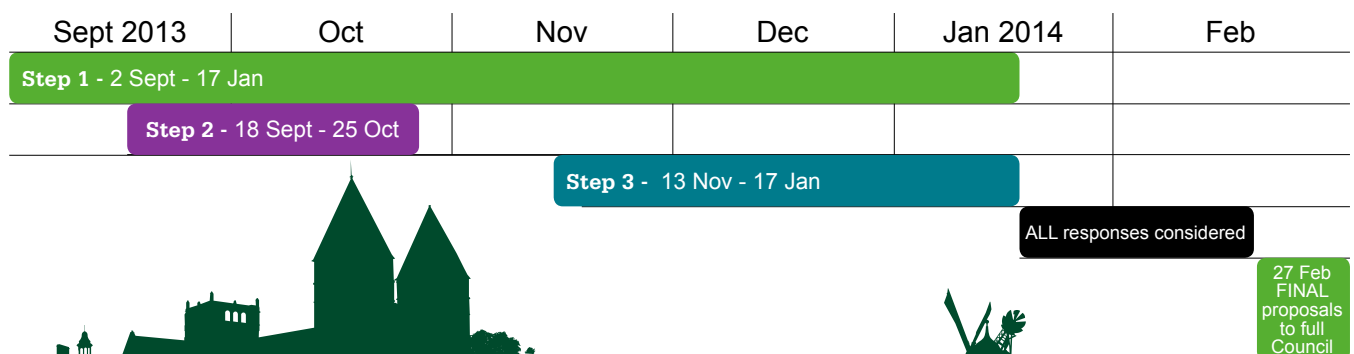 Sept 2013 Oct Nov Dec Jan 2014 Feb
Step 1 - 2 Sept - 17 Jan
Step 2 - 18 Sept - 25 Oct
Step 3 - 13 Nov - 17 Jan
ALL responses considered
27 Feb
FINAL
proposals
to full
Council